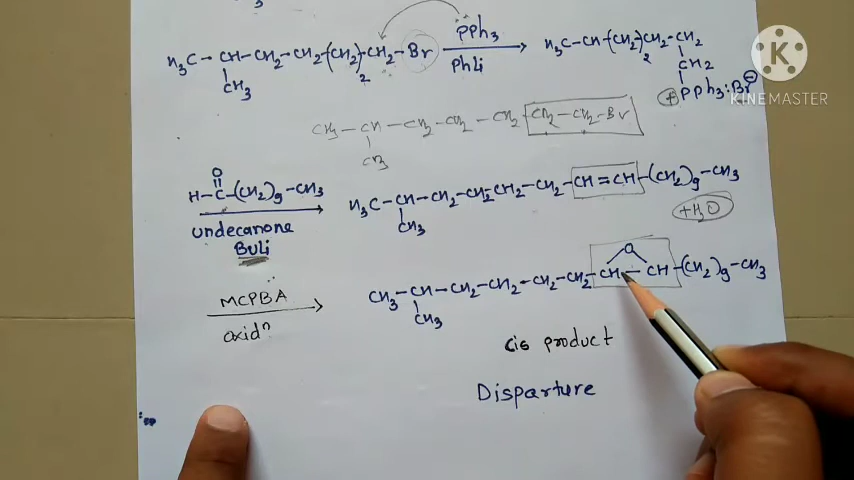 H3C - CH - CH2 - CH2 - (CH2)2 - CH2 - Br
CH3
PPh3
PhLi
H3C - CH - (CH2)2 CH2 - CH2
CH2
+ PPh3 : Br ⊖
K
KINEMASTER
CH3 - CH - CH2 - CH2 - CH2 - CH2 - CH2 - Br
CH3
O
H - C - (CH2)9 - CH3
undecanone
BuLi
H3C - CH - CH2 - CH2 - CH2 - CH2 - CH = CH - (CH2)9 - CH3
CH3
+H2O
MCPBA
oxidn
O
CH3 - CH - CH2 - CH2 - CH2 - CH2 - CH - CH - (CH2)9 - CH3
CH3
cis product
Disparture